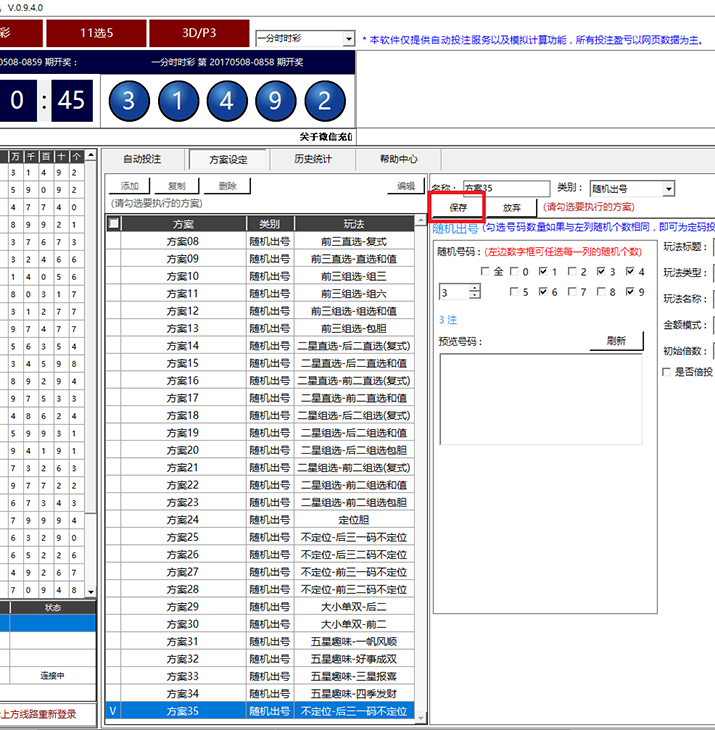 V.0.9.4.0
彩
11选5
3D/P3
一分时时彩
* 本软件仅提供自动投注服务以及模拟计算功能，所有投注盈亏以网页数据为主。
0508-0859 期开奖：
一分时时彩 第 20170508-0858 期开奖
0 : 45
3 1 4 9 2
关于微信充值
万 千 百 十 个
3 1 4 9 2
5 9 0 9 2
4 7 7 4 0
8 9 9 2 1
3 7 6 7 3
3 2 4 6 6
1 4 0 5 6
8 0 3 1 7
3 1 2 7 7
9 7 4 7 7
5 6 3 5 4
3 4 5 9 8
8 9 2 9 4
9 7 5 3 3
4 8 6 2 4
5 9 9 3 1
9 4 1 9 1
7 3 2 6 3
9 7 7 2 2
6 7 3 4 3
7 9 9 9 4
6 3 2 9 0
6 5 2 2 6
4 9 2 6 7
7 0 9 4 8
状态
连接中
上方线路重新登录
自动投注
方案设定
历史统计
帮助中心
添加
复制
删除
编辑
(请勾选要执行的方案)
方案 类别 玩法
方案08 随机出号 前三直选-复式
方案09 随机出号 前三直选-直选和值
方案10 随机出号 前三组选-组三
方案11 随机出号 前三组选-组六
方案12 随机出号 前三组选-组选和值
方案13 随机出号 前三组选-包胆
方案14 随机出号 二星直选-后二直选(复式)
方案15 随机出号 二星直选-后二直选和值
方案16 随机出号 二星直选-前二直选(复式)
方案17 随机出号 二星直选-前二直选和值
方案18 随机出号 二星组选-后二组选(复式)
方案19 随机出号 二星组选-后二组选和值
方案20 随机出号 二星组选-后二组选包胆
方案21 随机出号 二星组选-前二组选(复式)
方案22 随机出号 二星组选-前二组选和值
方案23 随机出号 二星组选-前二组选包胆
方案24 随机出号 定位胆
方案25 随机出号 不定位-后三一码不定位
方案26 随机出号 不定位-后三二码不定位
方案27 随机出号 不定位-前三一码不定位
方案28 随机出号 不定位-前三二码不定位
方案29 随机出号 大小单双-后二
方案30 随机出号 大小单双-前二
方案31 随机出号 五星趣味-一帆风顺
方案32 随机出号 五星趣味-好事成双
方案33 随机出号 五星趣味-三星报喜
方案34 随机出号 五星趣味-四季发财
V 方案35 随机出号 不定位-后三一码不定位
名称： 方案35 类别： 随机出号
保存
放弃
(请勾选要执行的方案)
随机出号 (勾选号码数量如果与左列随机个数相同，即可为定码投
随机号码： (左边数字框可任选每一列的随机个数)
全 0 1 2 3 4
3
5 6 7 8 9
3 注
预览号码：
刷新
玩法标题：
玩法类型：
玩法名称：
金额模式：
初始倍数：
是否倍投